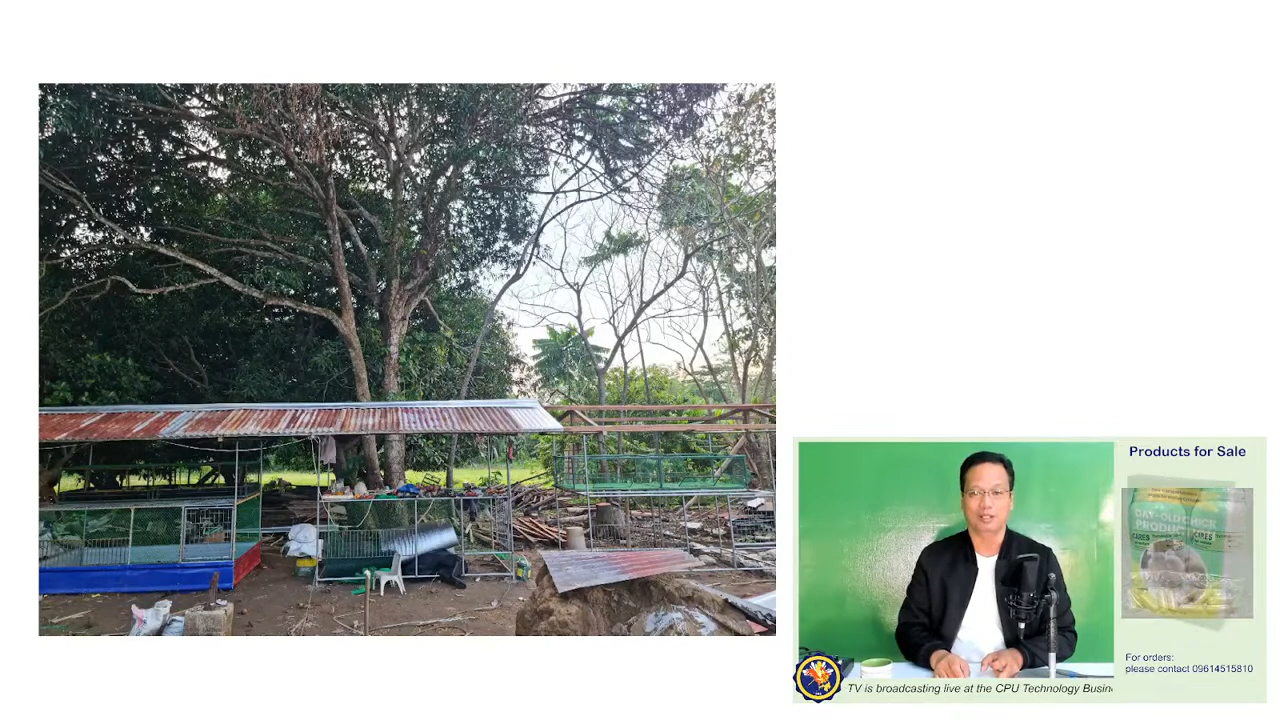 Products for Sale
DAY-OLD CHICK
For orders:
please contact 09614515810
TV is broadcasting live at the CPU Technology Busin